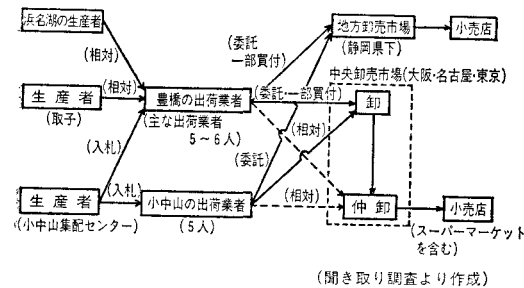 浜名湖の生産者
(相対)
生産者
(取子)
(相対)
(入札)
生産者
(小中山集配センター)
(入札)
豊橋の出荷業者
(主な出荷業者
5～6人)
小中山の出荷業者
(5人)
(委託
一部買付)
(委託・一部買付)
(相対)
(委託)
(相対)
地方卸売市場
(静岡県下)
小売店
中央卸売市場(大阪・名古屋・東京)
卸
仲卸
小売店
(スーパーマーケット
を含む)
(聞き取り調査より作成)